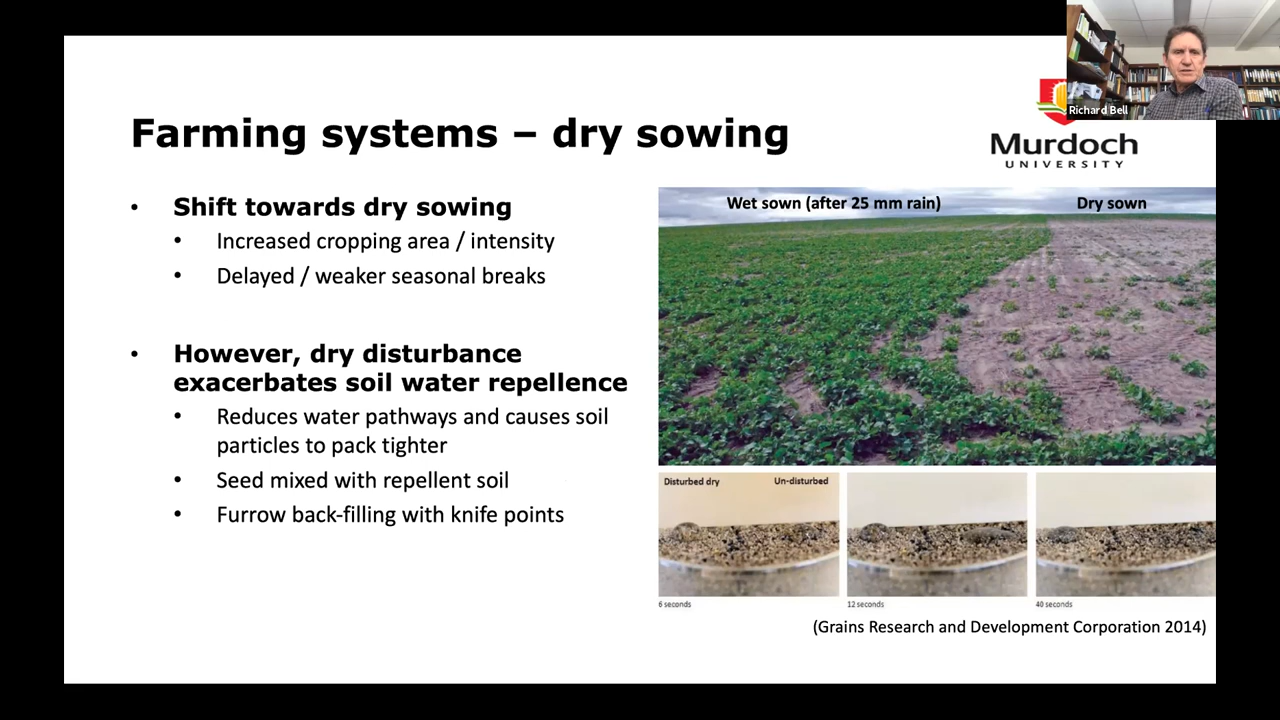 Richard Bell
Farming systems – dry sowing
Murdoch
UNIVERSITY
• Shift towards dry sowing
• Increased cropping area / intensity
• Delayed / weaker seasonal breaks
• However, dry disturbance
exacerbates soil water repellence
• Reduces water pathways and causes soil
particles to pack tighter
• Seed mixed with repellent soil
• Furrow back-filling with knife points
Wet sown (after 25 mm rain)
Dry sown
Disturbed dry
Un-disturbed
6 seconds
12 seconds
40 seconds
(Grains Research and Development Corporation 2014)